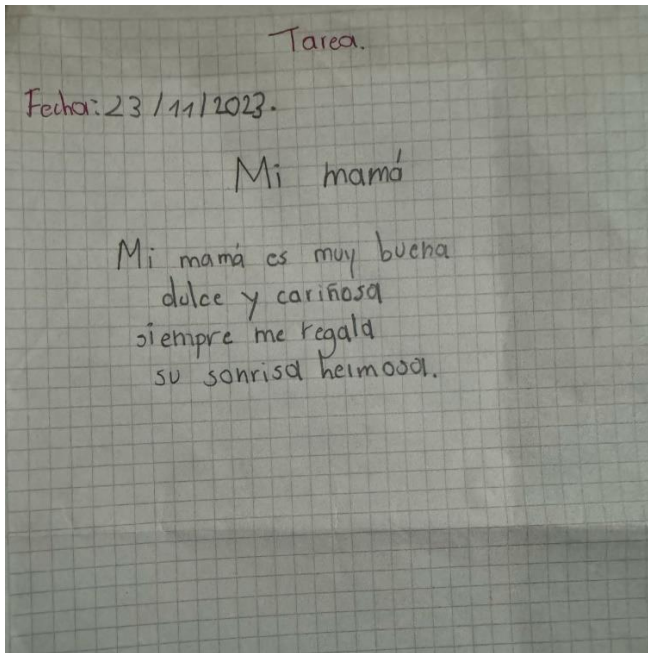 Tarea.
Fecha: 23/11/2023.
Mi mamá
Mi mamá es muy buena
dulce y cariñosa
siempre me regala
su sonrisa hermosa.